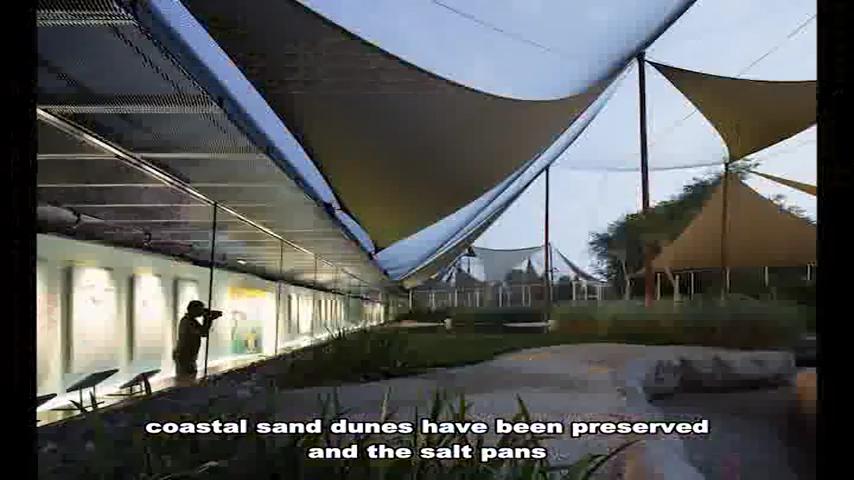 coastal sand dunes have been preserved
and the salt pans